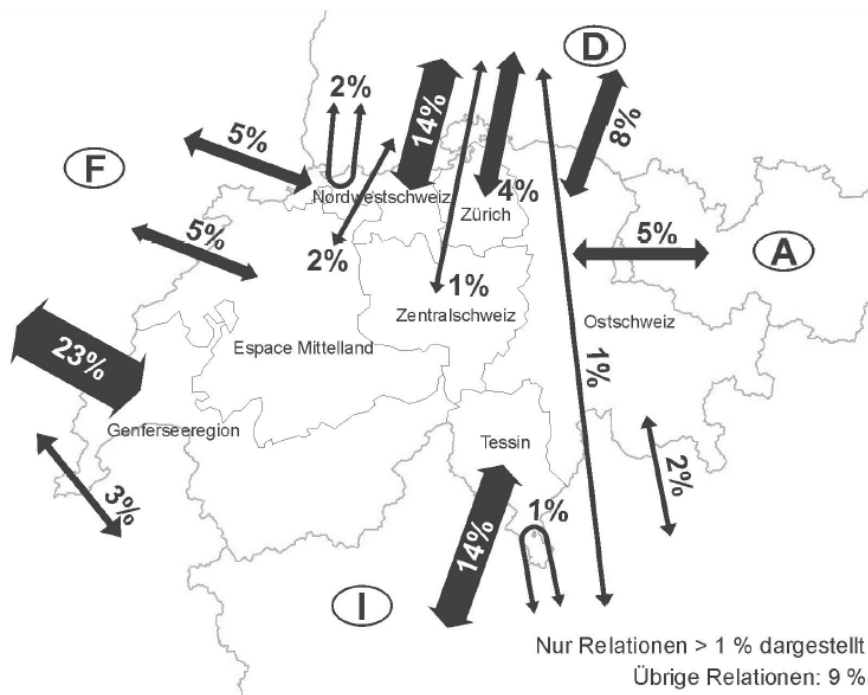 D
2%
14%
8%
F
5%
Nordwestschweiz
4%
Zürich
5%
2%
5%
A
1%
Zentralschweiz
Ostschweiz
23%
Espace Mittelland
1%
Genferseeregion
Tessin
2%
3%
1%
14%
I
Nur Relationen > 1 % dargestellt
Übrige Relationen: 9 %